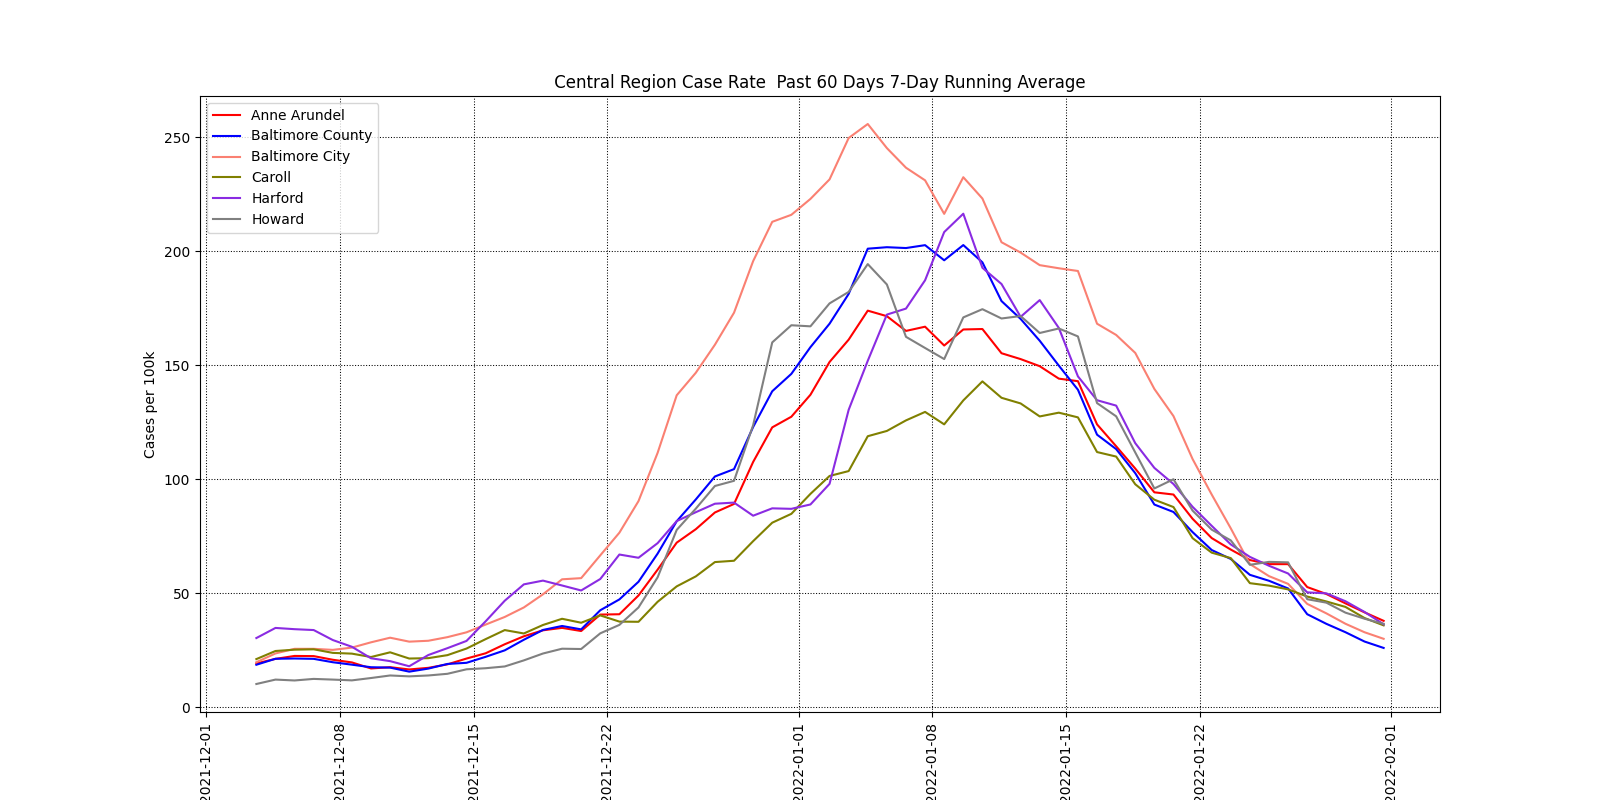 Central Region Case Rate  Past 60 Days 7-Day Running Average
Anne Arundel
Baltimore County
Baltimore City
Caroll
Harford
Howard
Cases per 100k
250
200
150
100
50
0
2021-12-01
2021-12-08
2021-12-15
2021-12-22
2022-01-01
2022-01-08
2022-01-15
2022-01-22
2022-02-01